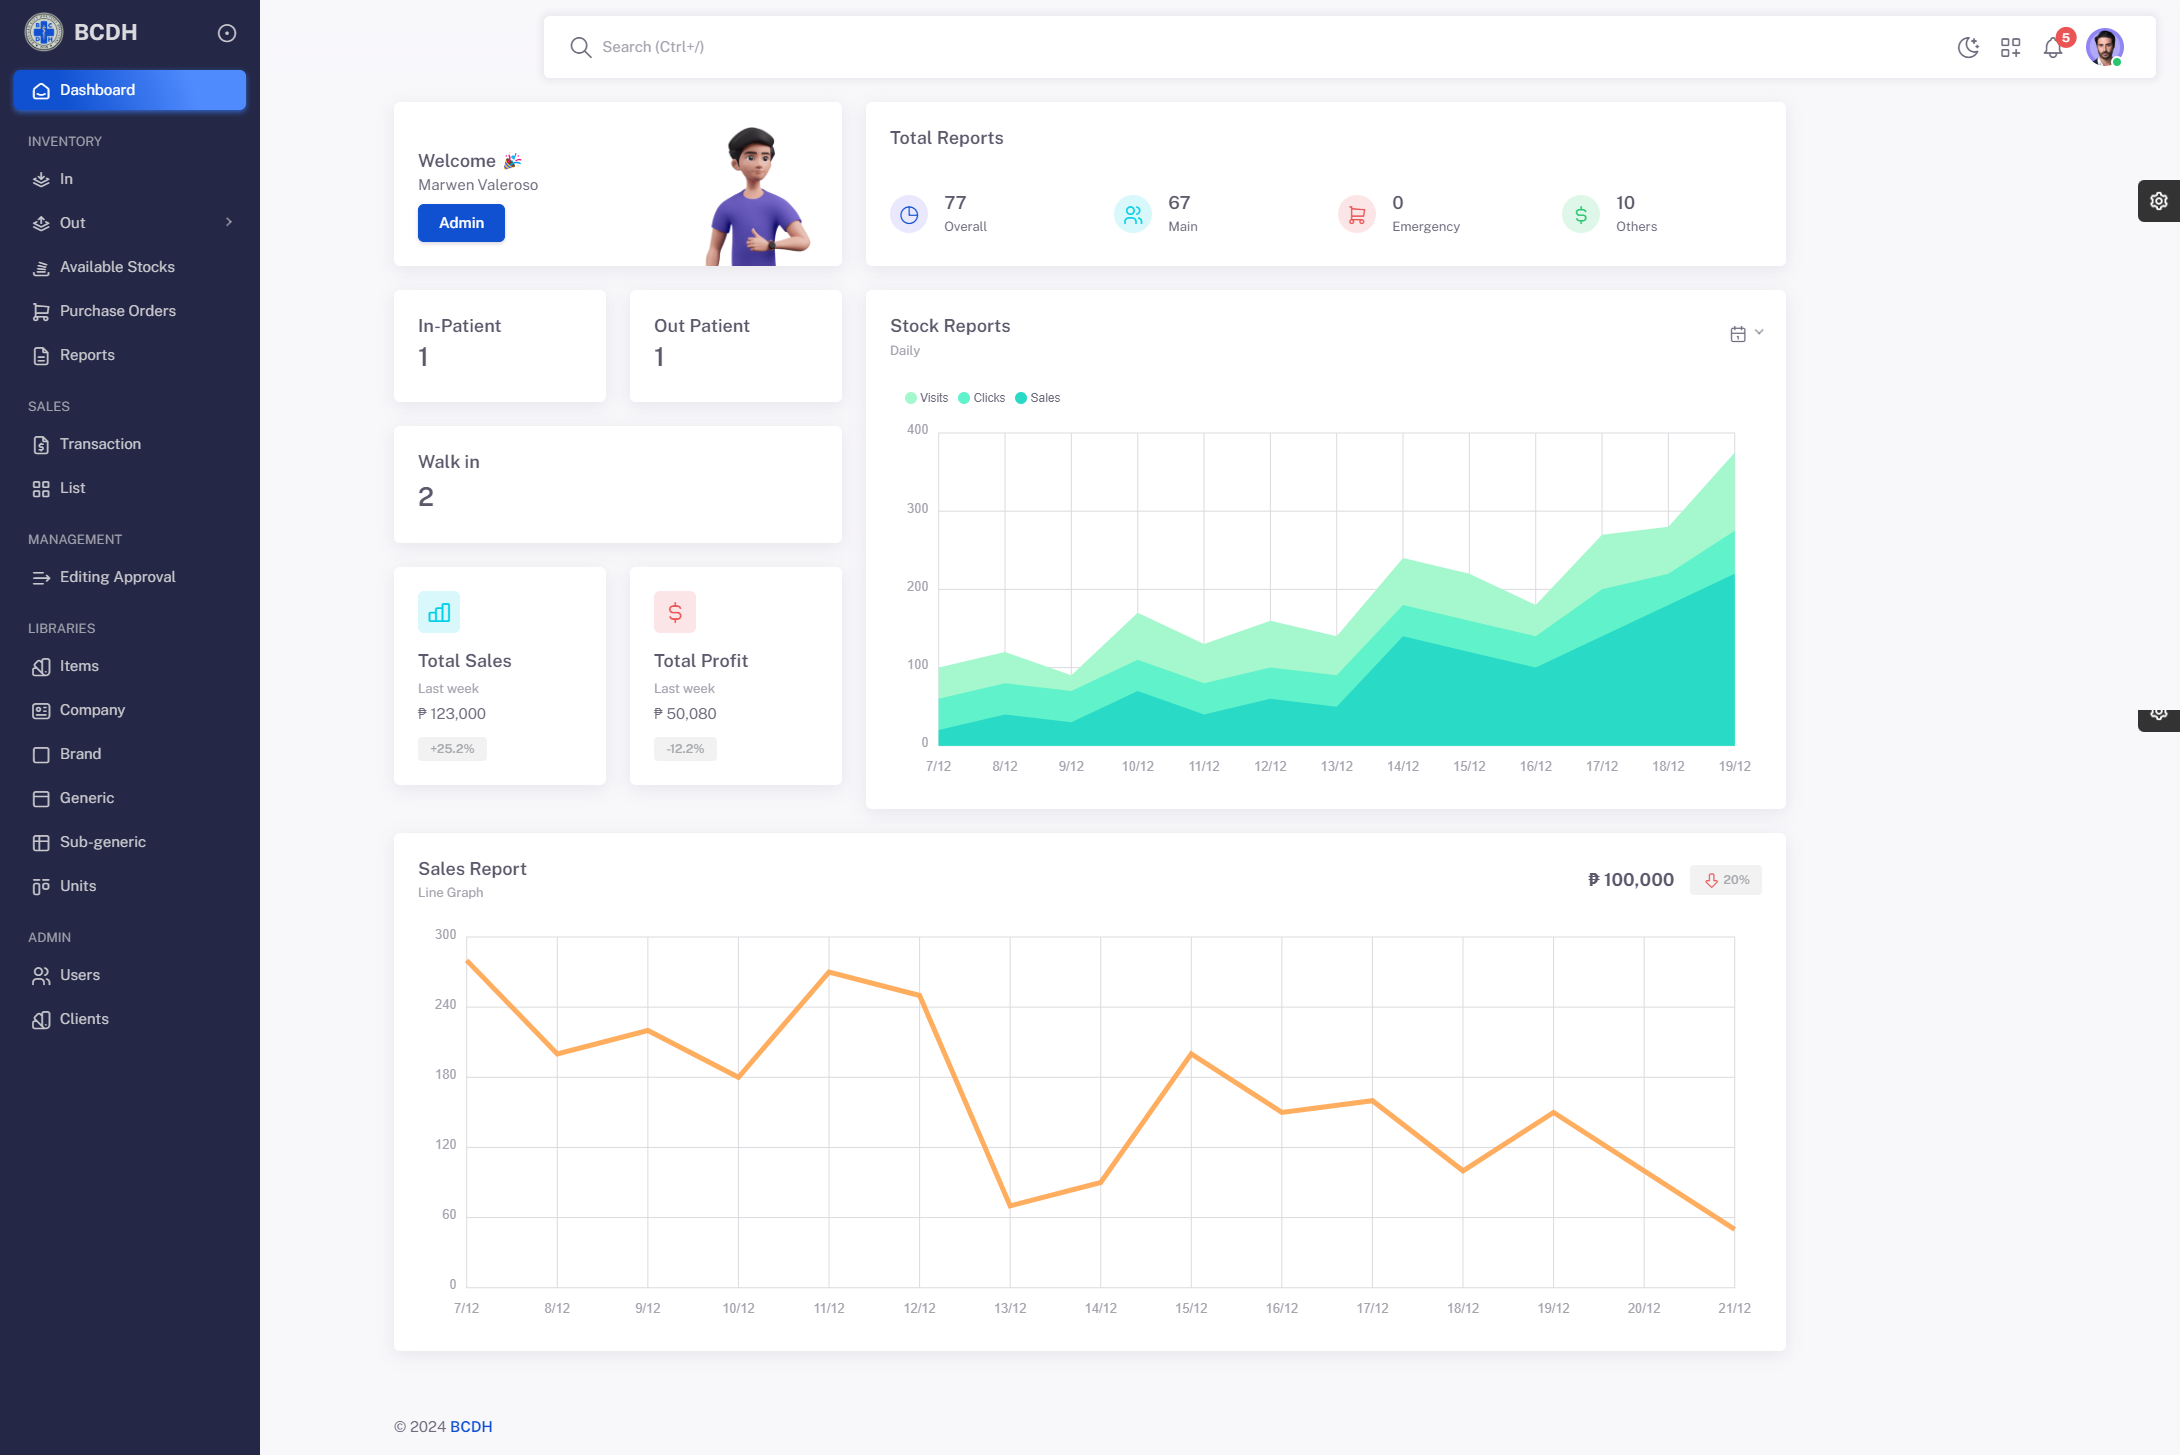 BCDH
Dashboard
INVENTORY
In
Out
Available Stocks
Purchase Orders
Reports
SALES
Transaction
List
MANAGEMENT
Editing Approval
LIBRARIES
Items
Company
Brand
Generic
Sub-generic
Units
ADMIN
Users
Clients
Search (Ctrl+/)
5
Welcome 🎉
Marwen Valeroso
Admin
Total Reports
77
Overall
67
Main
0
Emergency
10
Others
In-Patient
1
Out Patient
1
Walk in
2
Total Sales
Last week
₱ 123,000
+25.2%
Total Profit
Last week
₱ 50,080
-12.2%
Stock Reports
Daily
Visits Clicks Sales
400
300
200
100
0
7/12 8/12 9/12 10/12 11/12 12/12 13/12 14/12 15/12 16/12 17/12 18/12 19/12
Sales Report
Line Graph
₱ 100,000 20%
300
240
180
120
60
0
7/12 8/12 9/12 10/12 11/12 12/12 13/12 14/12 15/12 16/12 17/12 18/12 19/12 20/12 21/12
© 2024 BCDH